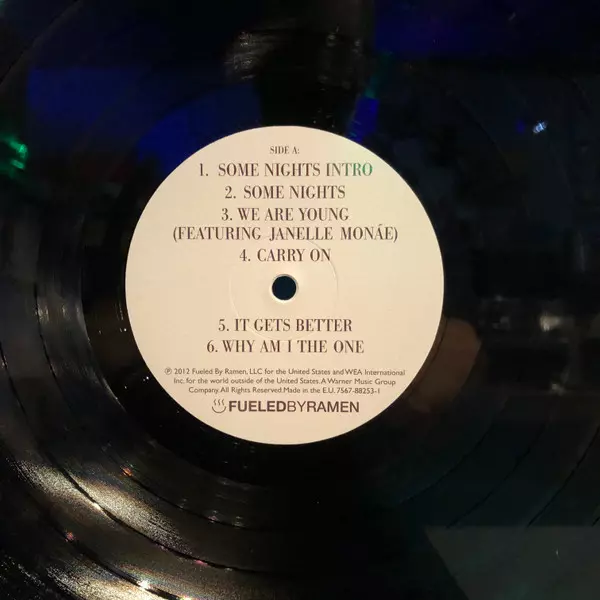 SIDE A:
1. SOME NIGHTS INTRO
2. SOME NIGHTS
3. WE ARE YOUNG
(FEATURING JANELLE MONÁE)
4. CARRY ON
5. IT GETS BETTER
6. WHY AM I THE ONE
℗ 2012 Fueled By Ramen, LLC for the United States and WEA International
Inc. for the world outside of the United States. A Warner Music Group
Company. All Rights Reserved. Made in the E.U. 7567-88253-1
FUELEDBYRAMEN